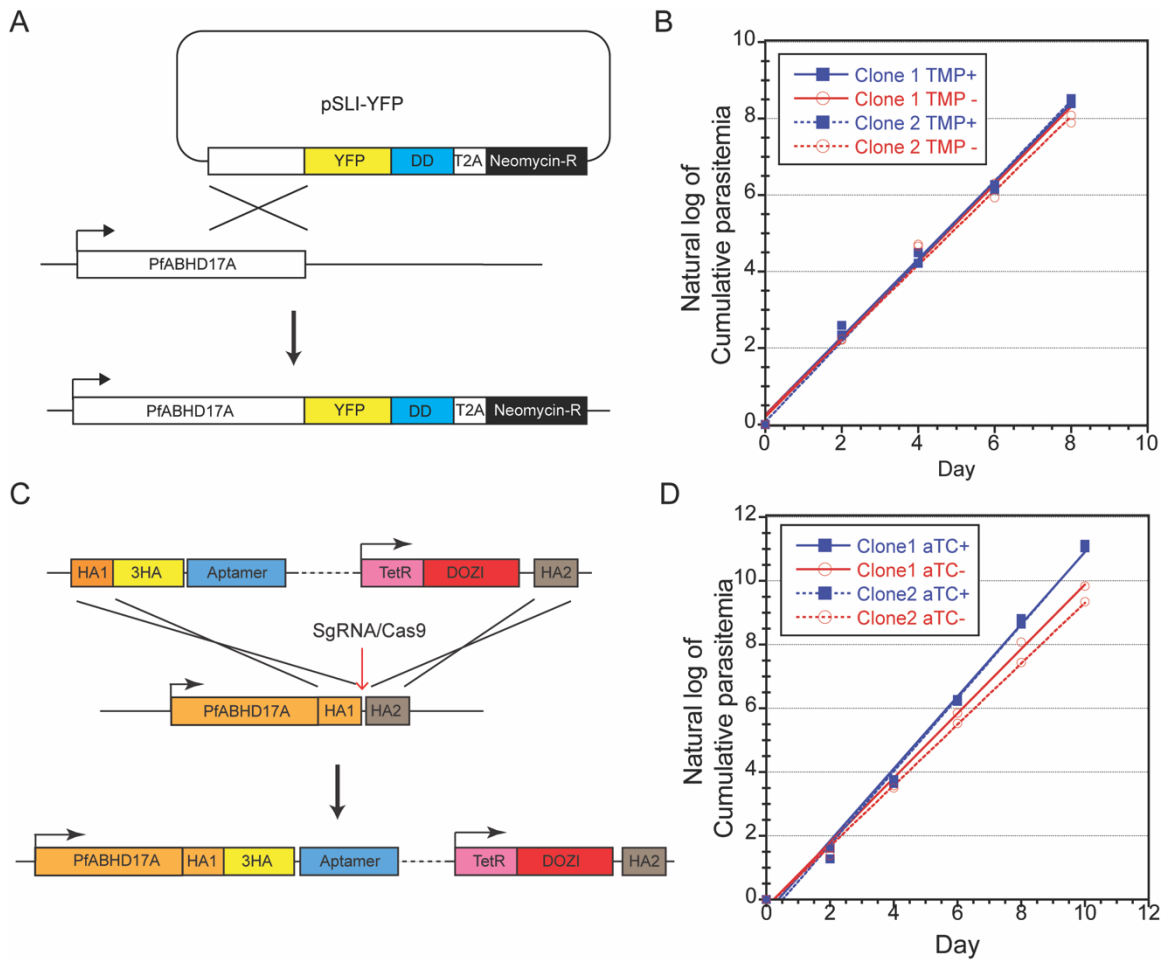 A
pSLI-YFP
YFP DD T2A Neomycin-R
PfABHD17A
PfABHD17A YFP DD T2A Neomycin-R
B
10
8
6
4
2
0
0 2 4 6 8 10
Natural log of
Cumulative parasitemia
Day
Clone 1 TMP+
Clone 1 TMP -
Clone 2 TMP+
Clone 2 TMP -
C
HA1 3HA Aptamer TetR DOZI HA2
SgRNA/Cas9
PfABHD17A HA1 HA2
PfABHD17A HA1 3HA Aptamer TetR DOZI HA2
D
12
10
8
6
4
2
0
0 2 4 6 8 10 12
Natural log of
Cumulative parasitemia
Day
Clone1 aTC+
Clone1 aTC-
Clone2 aTC+
Clone2 aTC-